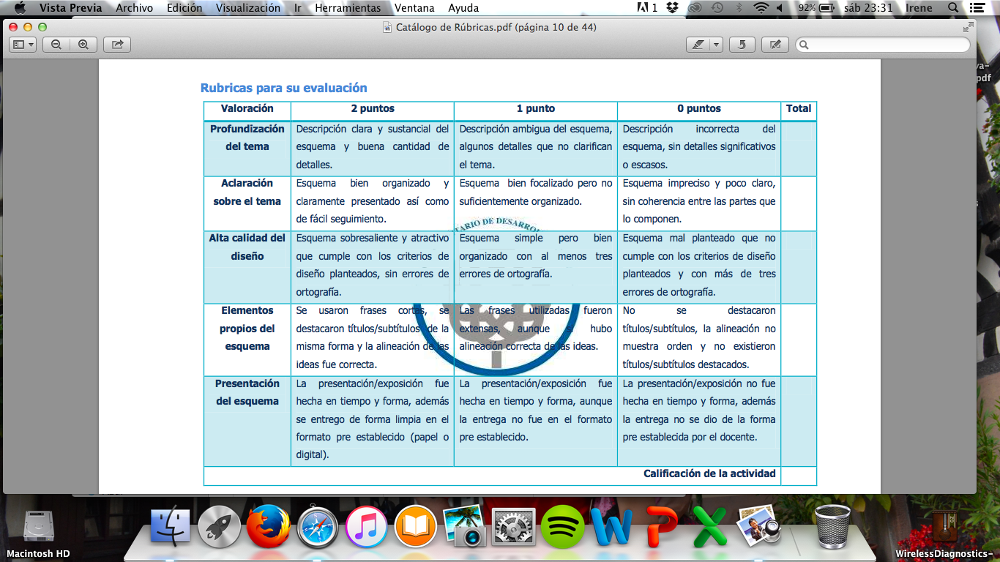 Vista Previa Archivo Edición Visualización Ir Herramientas Ventana Ayuda 1 92% sáb 23:31 Irene
Catálogo de Rúbricas.pdf (página 10 de 44)
Rubricas para su evaluación
Valoración 2 puntos 1 punto 0 puntos Total
Profundización
del tema
Descripción clara y sustancial del
esquema y buena cantidad de
detalles.
Descripción ambigua del esquema,
algunos detalles que no clarifican
el tema.
Descripción incorrecta del
esquema, sin detalles significativos
o escasos.
Aclaración
sobre el tema
Esquema bien organizado y
claramente presentado así como
de fácil seguimiento.
Esquema bien focalizado pero no
suficientemente organizado.
Esquema impreciso y poco claro,
sin coherencia entre las partes que
lo componen.
TARIO DE DESARROL
Alta calidad del
diseño
Esquema sobresaliente y atractivo
que cumple con los criterios de
diseño planteados, sin errores de
ortografía.
Esquema simple pero bien
organizado con al menos tres
errores de ortografía.
Esquema mal planteado que no
cumple con los criterios de diseño
planteados y con más de tres
errores de ortografía.
Elementos
propios del
esquema
Se usaron frases cortas, se
destacaron títulos/subtítulos de la
misma forma y la alineación de las
ideas fue correcta.
Las frases utilizadas fueron
extensas, aunque si hubo
alineación correcta de las ideas.
No se destacaron
títulos/subtítulos, la alineación no
muestra orden y no existieron
títulos/subtítulos destacados.
Presentación
del esquema
La presentación/exposición fue
hecha en tiempo y forma, además
se entrego de forma limpia en el
formato pre establecido (papel o
digital).
La presentación/exposición fue
hecha en tiempo y forma, aunque
la entrega no fue en el formato
pre establecido.
La presentación/exposición no fue
hecha en tiempo y forma, además
la entrega no se dio de la forma
pre establecida por el docente.
Calificación de la actividad
Macintosh HD
WirelessDiagnostics-